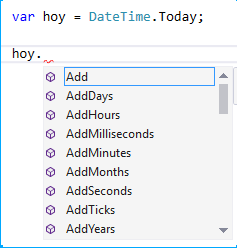 var hoy = DateTime.Today;
hoy.
Add
AddDays
AddHours
AddMilliseconds
AddMinutes
AddMonths
AddSeconds
AddTicks
AddYears